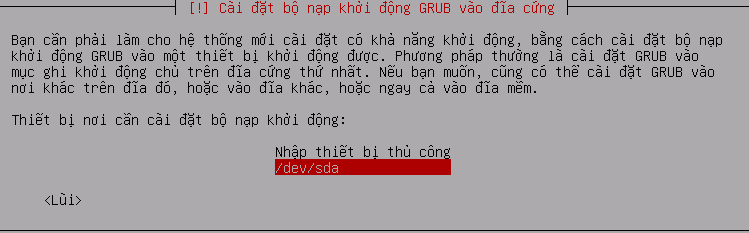 [!] Cài đặt bộ nạp khởi động GRUB vào đĩa cứng
Bạn cần phải làm cho hệ thống mới cài đặt có khả năng khởi động, bằng cách cài đặt bộ nạp
khởi động GRUB vào một thiết bị khởi động được. Phương pháp thường là cài đặt GRUB vào
mục ghi khởi động chủ trên đĩa cứng thứ nhất. Nếu bạn muốn, cũng có thể cài đặt GRUB vào
nơi khác trên đĩa đó, hoặc vào đĩa khác, hoặc ngay cả vào đĩa mềm.
Thiết bị nơi cần cài đặt bộ nạp khởi động:
Nhập thiết bị thủ công
/dev/sda
<Lùi>